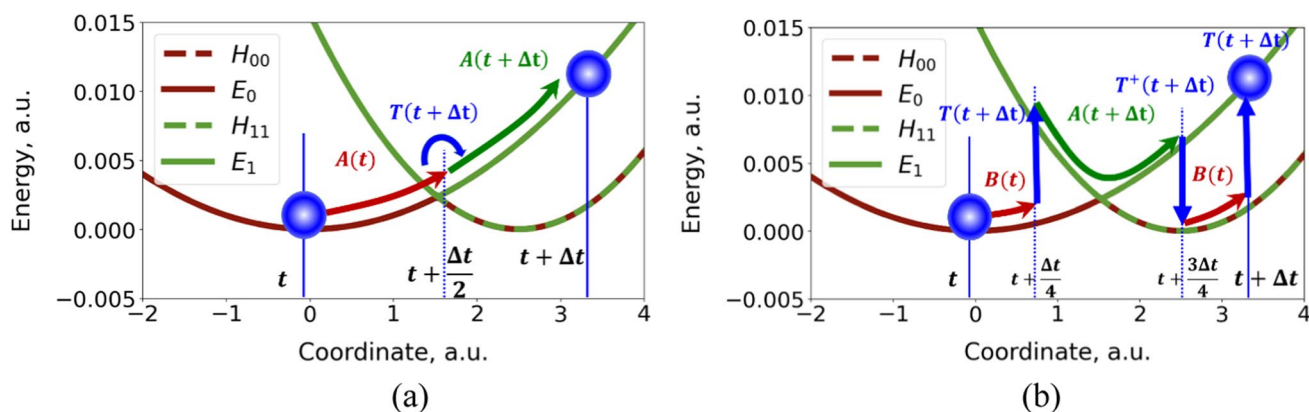 0.015
0.010
0.005
0.000
−0.005
Energy, a.u.
H₀₀
E₀
H₁₁
E₁
A(t + Δt)
T(t + Δt)
A(t)
t
t + Δt/2
t + Δt
−2 −1 0 1 2 3 4
Coordinate, a.u.
(a)
0.015
0.010
0.005
0.000
−0.005
Energy, a.u.
H₀₀
E₀
H₁₁
E₁
T(t + Δt)
T⁺(t + Δt)
T(t + Δt)
A(t + Δt)
B(t)
B(t)
t
t + Δt/4
t + 3Δt/4
t + Δt
−2 −1 0 1 2 3 4
Coordinate, a.u.
(b)